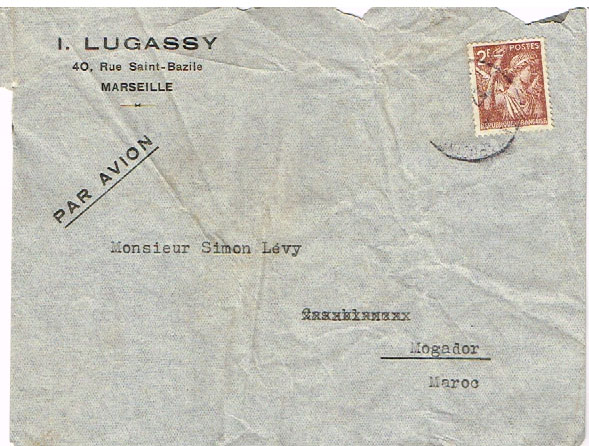 I. LUGASSY
40, Rue Saint-Bazile
MARSEILLE
2F
POSTES
REPUBLIQUE FRANÇAISE
PAR AVION
Monsieur Simon Lévy
Mogador
Maroc